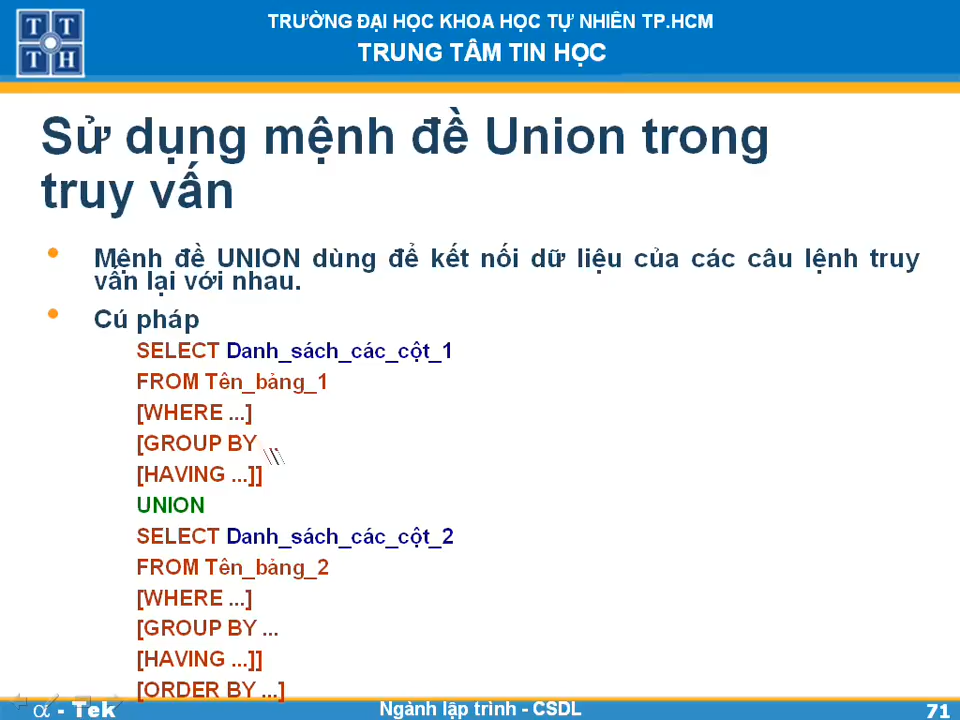 TRƯỜNG ĐẠI HỌC KHOA HỌC TỰ NHIÊN TP.HCM
TRUNG TÂM TIN HỌC
T T
T H
Sử dụng mệnh đề Union trong
truy vấn
Mệnh đề UNION dùng để kết nối dữ liệu của các câu lệnh truy
vấn lại với nhau.
Cú pháp
SELECT Danh_sách_các_cột_1
FROM Tên_bảng_1
[WHERE ...]
[GROUP BY
[HAVING ...]]
UNION
SELECT Danh_sách_các_cột_2
FROM Tên_bảng_2
[WHERE ...]
[GROUP BY ...
[HAVING ...]]
[ORDER BY ...]
α - Tek
Ngành lập trình - CSDL
71